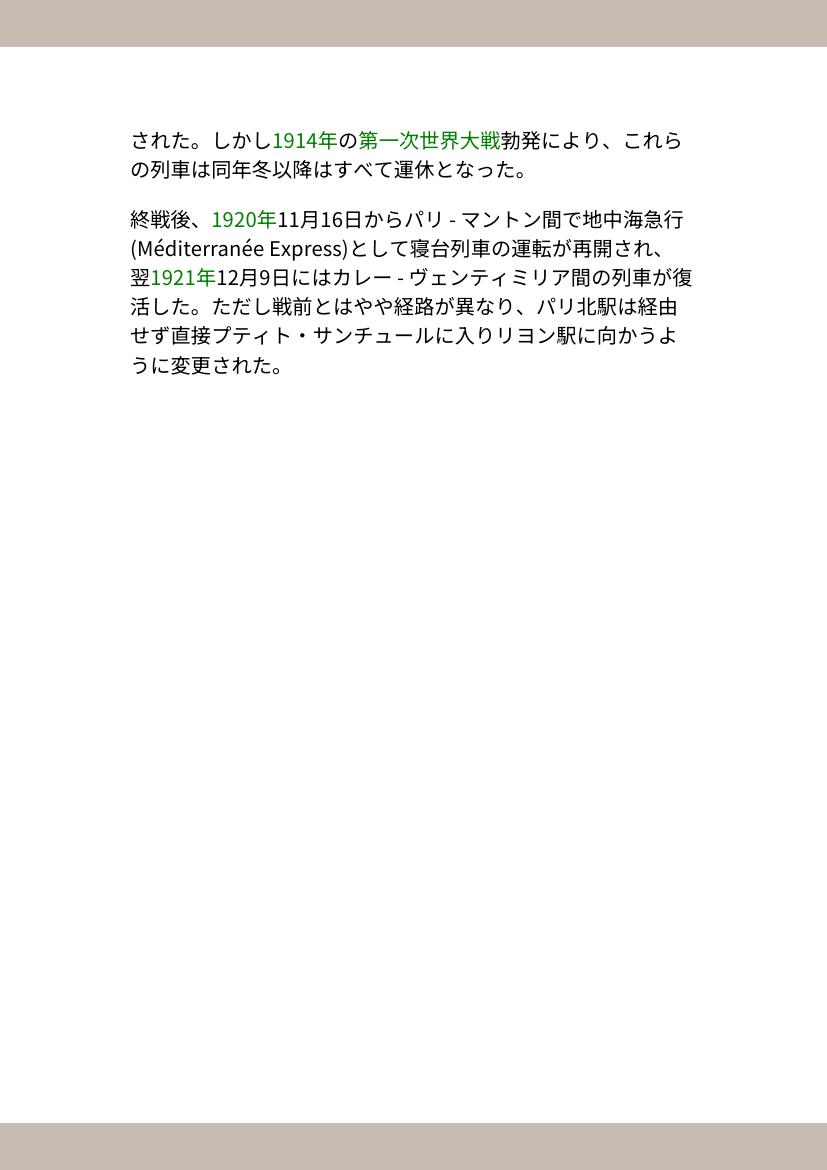 された。しかし1914年の第一次世界大戦勃発により、これら
の列車は同年冬以降はすべて運休となった。
終戦後、1920年11月16日からパリ - マントン間で地中海急行
(Méditerranée Express)として寝台列車の運転が再開され、
翌1921年12月9日にはカレー - ヴェンティミリア間の列車が復
活した。ただし戦前とはやや経路が異なり、パリ北駅は経由
せず直接プティト・サンチュールに入りリヨン駅に向かうよ
うに変更された。